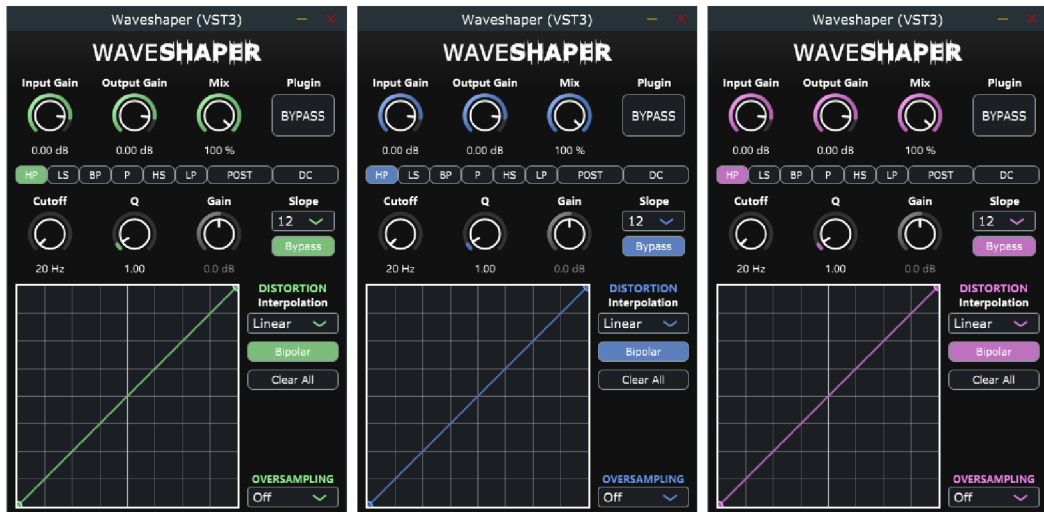 Waveshaper (VST3)
WAVESHAPER
Input Gain Output Gain Mix Plugin
BYPASS
0.00 dB 0.00 dB 100 %
HP LS BP P HS LP POST DC
Cutoff Q Gain Slope
12
Bypass
20 Hz 1.00 0.0 dB
DISTORTION
Interpolation
Linear
Bipolar
Clear All
OVERSAMPLING
Off
Waveshaper (VST3)
WAVESHAPER
Input Gain Output Gain Mix Plugin
BYPASS
0.00 dB 0.00 dB 100 %
HP LS BP P HS LP POST DC
Cutoff Q Gain Slope
12
Bypass
20 Hz 1.00 0.0 dB
DISTORTION
Interpolation
Linear
Bipolar
Clear All
OVERSAMPLING
Off
Waveshaper (VST3)
WAVESHAPER
Input Gain Output Gain Mix Plugin
BYPASS
0.00 dB 0.00 dB 100 %
HP LS BP P HS LP POST DC
Cutoff Q Gain Slope
12
Bypass
20 Hz 1.00 0.0 dB
DISTORTION
Interpolation
Linear
Bipolar
Clear All
OVERSAMPLING
Off